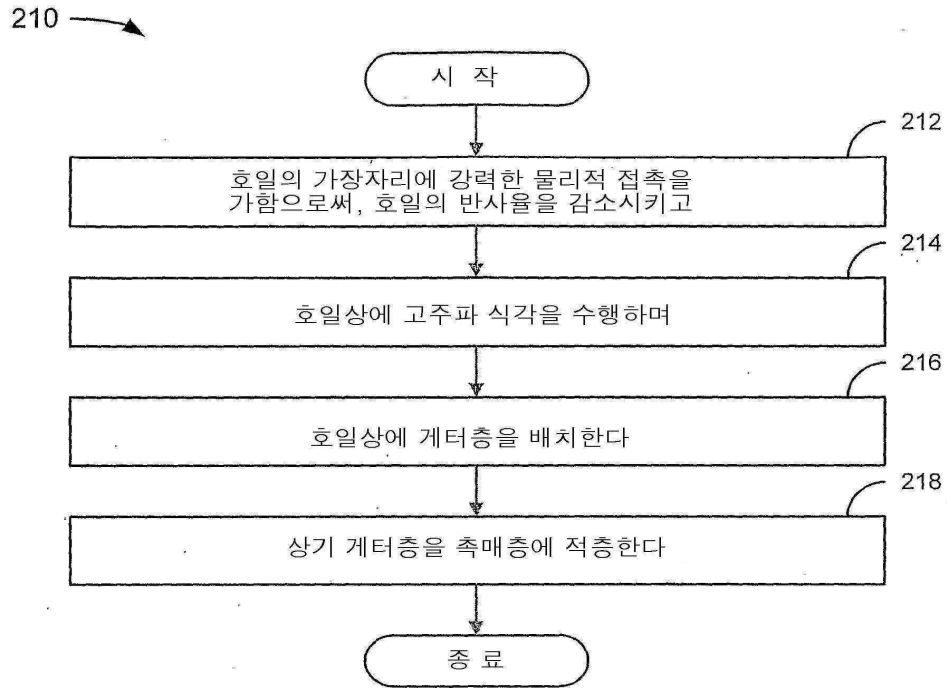 210
시 작
212
호일의 가장자리에 강력한 물리적 접촉을
가함으로써, 호일의 반사율을 감소시키고
214
호일상에 고주파 식각을 수행하며
216
호일상에 게터층을 배치한다
218
상기 게터층을 촉매층에 적층한다
종 료